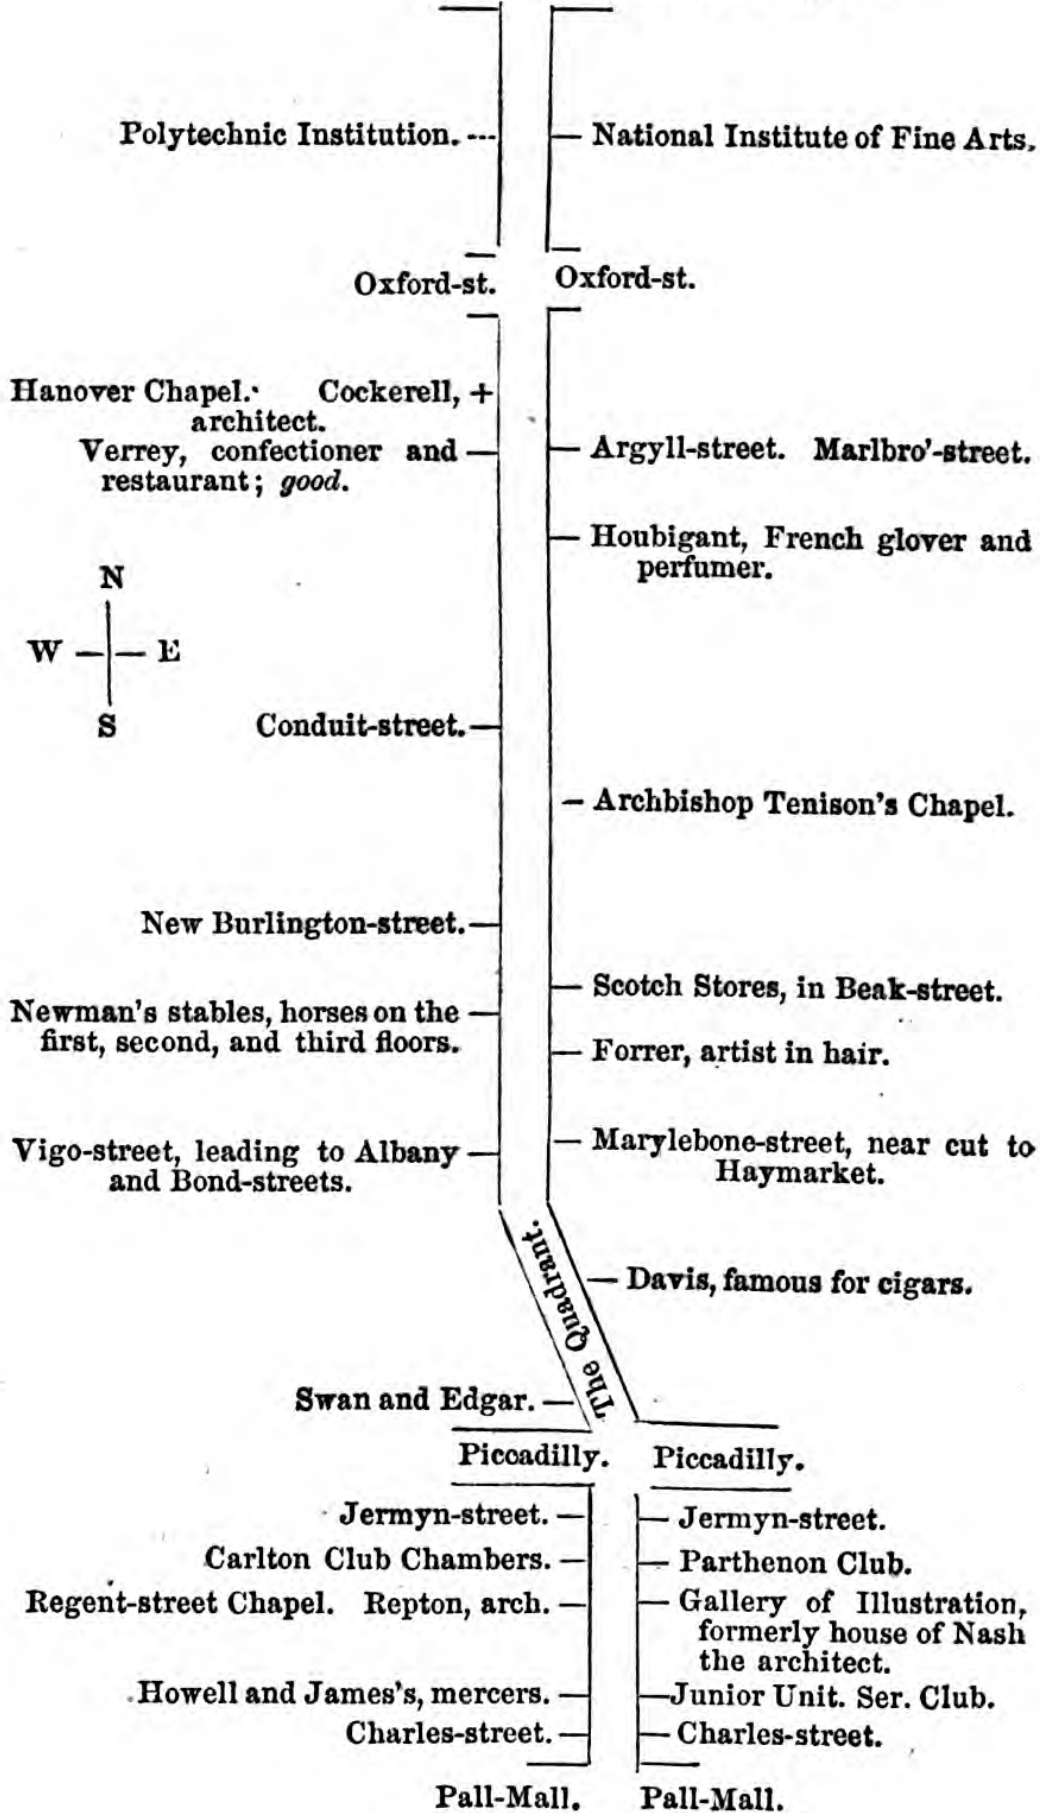 Polytechnic Institution.
National Institute of Fine Arts.
Oxford-st.
Oxford-st.
Hanover Chapel. Cockerell,
architect.
Verrey, confectioner and
restaurant; good.
Argyll-street. Marlbro'-street.
Houbigant, French glover and
perfumer.
N
W E
S
Conduit-street.
Archbishop Tenison's Chapel.
New Burlington-street.
Scotch Stores, in Beak-street.
Newman's stables, horses on the
first, second, and third floors.
Forrer, artist in hair.
Vigo-street, leading to Albany
and Bond-streets.
Marylebone-street, near cut to
Haymarket.
The Quadrant.
Davis, famous for cigars.
Swan and Edgar.
Piccadilly.
Piccadilly.
Jermyn-street.
Jermyn-street.
Carlton Club Chambers.
Parthenon Club.
Regent-street Chapel. Repton, arch.
Gallery of Illustration,
formerly house of Nash
the architect.
Howell and James's, mercers.
Junior Unit. Ser. Club.
Charles-street.
Charles-street.
Pall-Mall.
Pall-Mall.